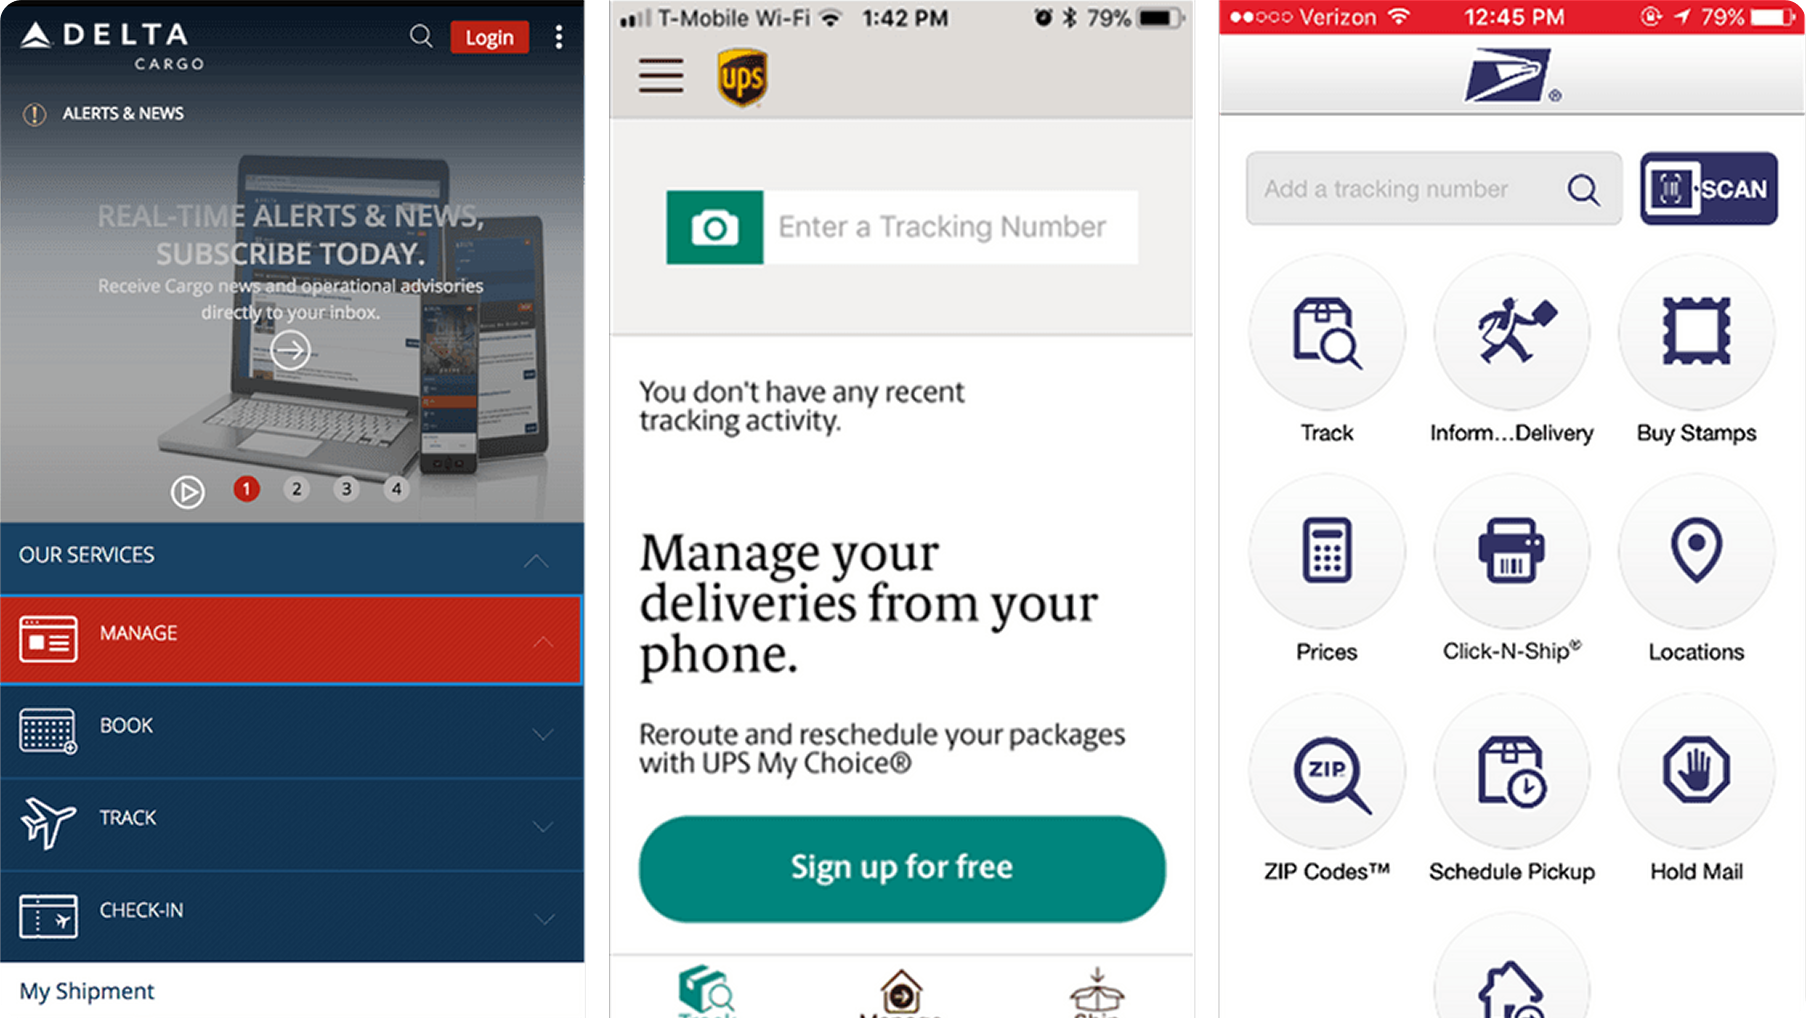 DELTA
CARGO
Login
ALERTS & NEWS
REAL-TIME ALERTS & NEWS,
SUBSCRIBE TODAY.
Receive Cargo news and operational advisories
directly to your inbox.
1 2 3 4
OUR SERVICES
MANAGE
BOOK
TRACK
CHECK-IN
My Shipment
T-Mobile Wi-Fi 1:42 PM 79%
ups
Enter a Tracking Number
You don't have any recent
tracking activity.
Manage your
deliveries from your
phone.
Reroute and reschedule your packages
with UPS My Choice®
Sign up for free
Track Manage Ship
Verizon 12:45 PM 79%
®
Add a tracking number
SCAN
Track Inform...Delivery Buy Stamps
Prices Click-N-Ship® Locations
ZIP
ZIP Codes™ Schedule Pickup Hold Mail